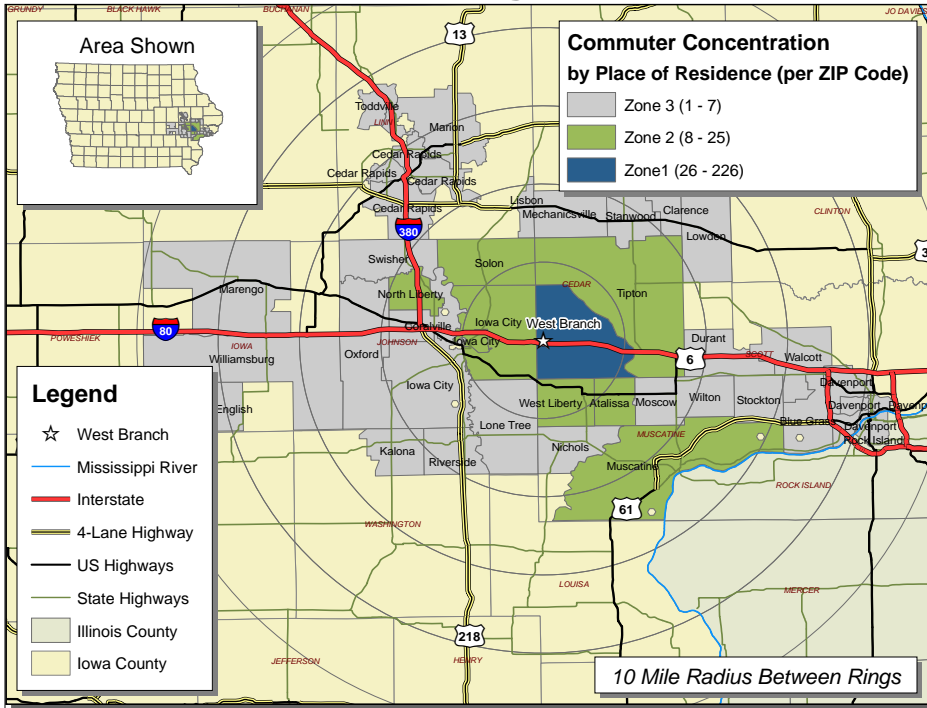 GRUNDY
BLACK HAWK
BUCHANAN
JO DAVIES
Area Shown
13
Commuter Concentration
by Place of Residence (per ZIP Code)
Zone 3 (1 - 7)
Zone 2 (8 - 25)
Zone1 (26 - 226)
Toddville
LINN
Marion
Cedar Rapids
Cedar Rapids
Cedar Rapids
Cedar Rapids
Lisbon
Mechanicsville
Stanwood
Clarence
CLINTON
380
Lowden
3
Swisher
Solon
Marengo
North Liberty
CEDAR
Tipton
80
Coralville
Iowa City
West Branch
POWESHIEK
IOWA
JOHNSON
Iowa City
Durant
Williamsburg
Oxford
6
SCOTT
Walcott
Legend
Iowa City
Davenport
English
West Liberty
Atalissa
Moscow
Wilton
Stockton
Davenport
Lone Tree
Blue Grass
Davenport
West Branch
MUSCATINE
Rock Island
Kalona
Riverside
Nichols
Muscatine
Mississippi River
ROCK ISLAND
Interstate
61
4-Lane Highway
WASHINGTON
US Highways
LOUISA
MERCER
State Highways
Illinois County
218
Iowa County
JEFFERSON
HENRY
10 Mile Radius Between Rings